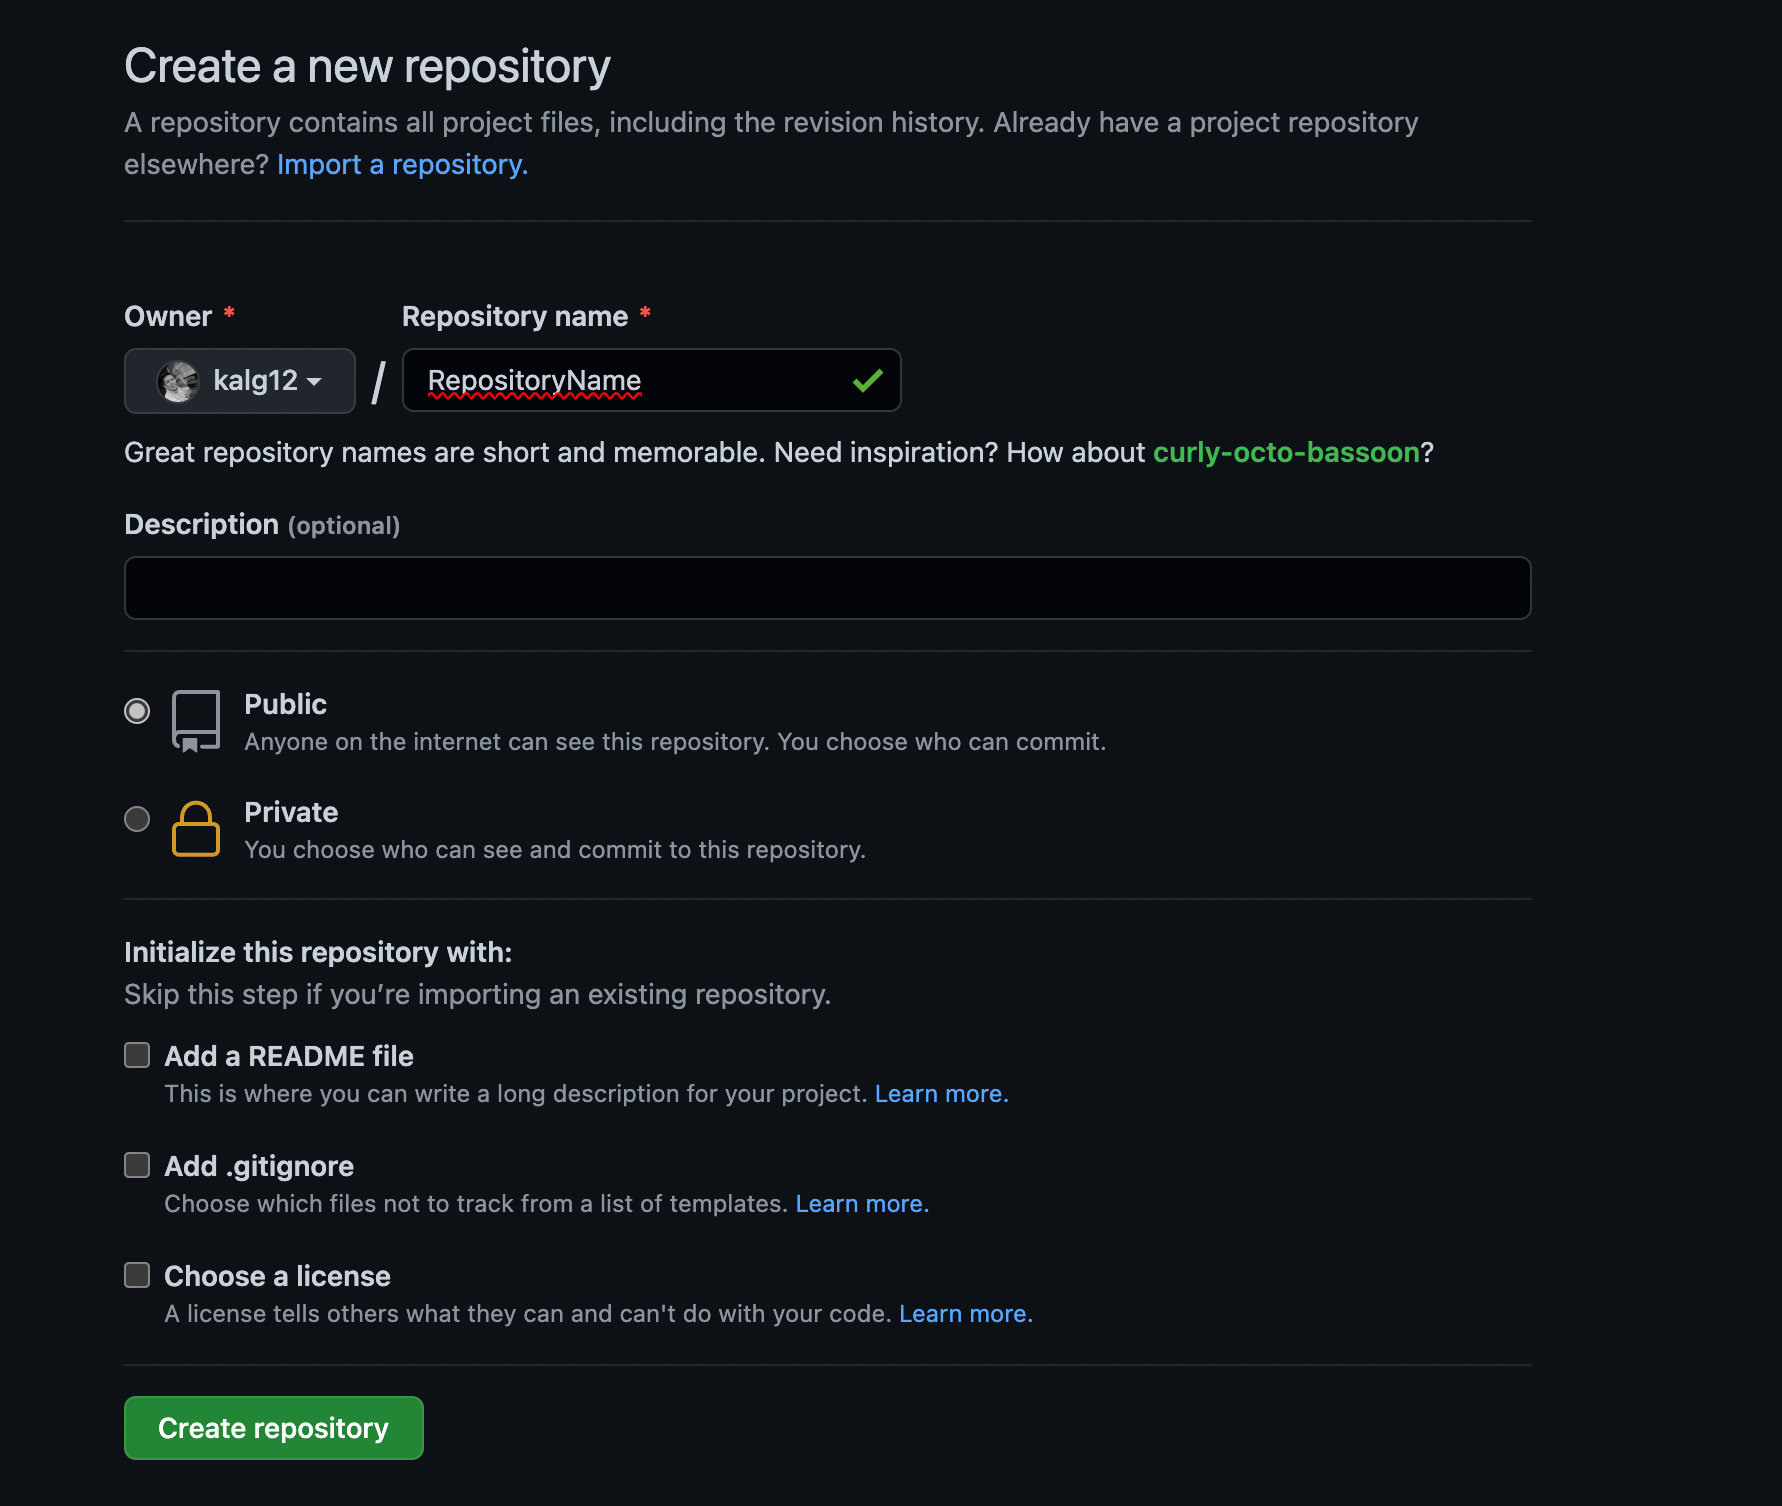 Create a new repository
A repository contains all project files, including the revision history. Already have a project repository
elsewhere? Import a repository.
Owner * Repository name *
kalg12 / RepositoryName
Great repository names are short and memorable. Need inspiration? How about curly-octo-bassoon?
Description (optional)
Public
Anyone on the internet can see this repository. You choose who can commit.
Private
You choose who can see and commit to this repository.
Initialize this repository with:
Skip this step if you’re importing an existing repository.
Add a README file
This is where you can write a long description for your project. Learn more.
Add .gitignore
Choose which files not to track from a list of templates. Learn more.
Choose a license
A license tells others what they can and can't do with your code. Learn more.
Create repository